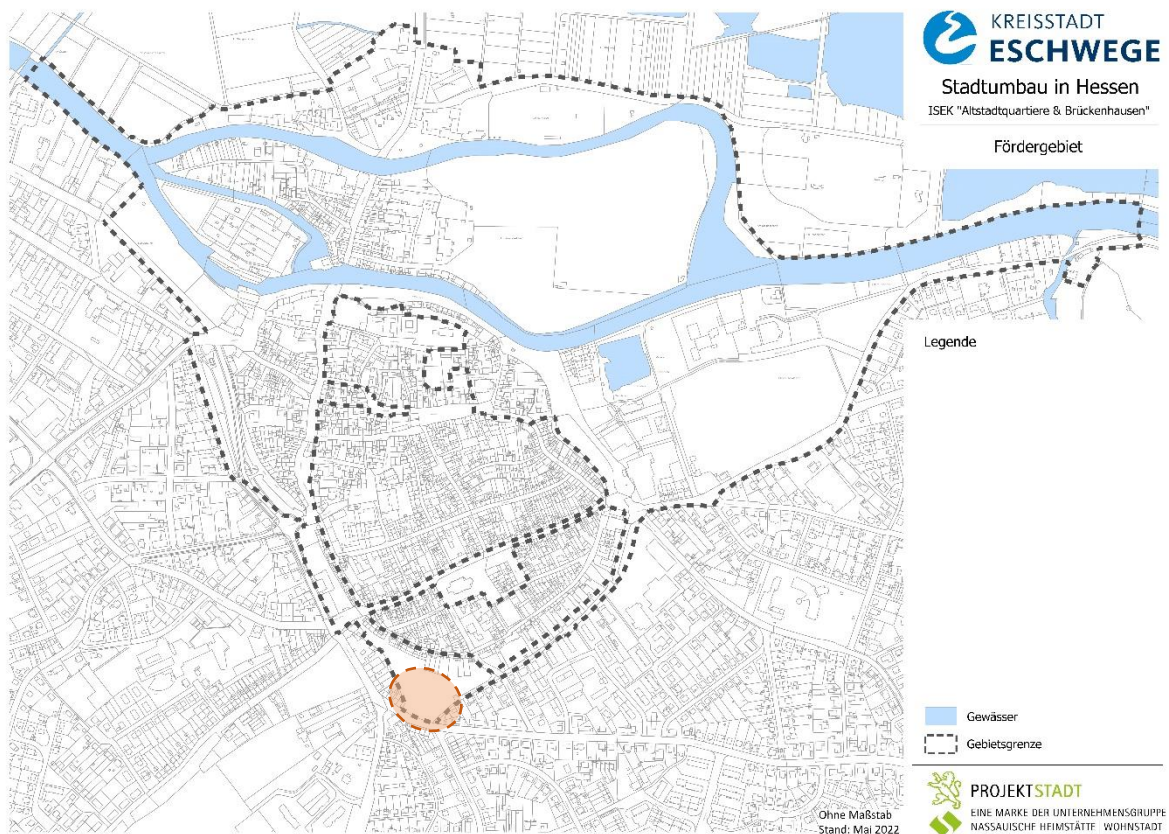 KREISSTADT
ESCHWEGE
Stadtumbau in Hessen
ISEK "Altstadtquartiere & Brückenhausen"
Fördergebiet
Legende
Gewässer
Gebietsgrenze
PROJEKTSTADT
EINE MARKE DER UNTERNEHMENSGRUPPE
NASSAUISCHE HEIMSTÄTTE WOHNSTADT
Ohne Maßstab
Stand: Mai 2022